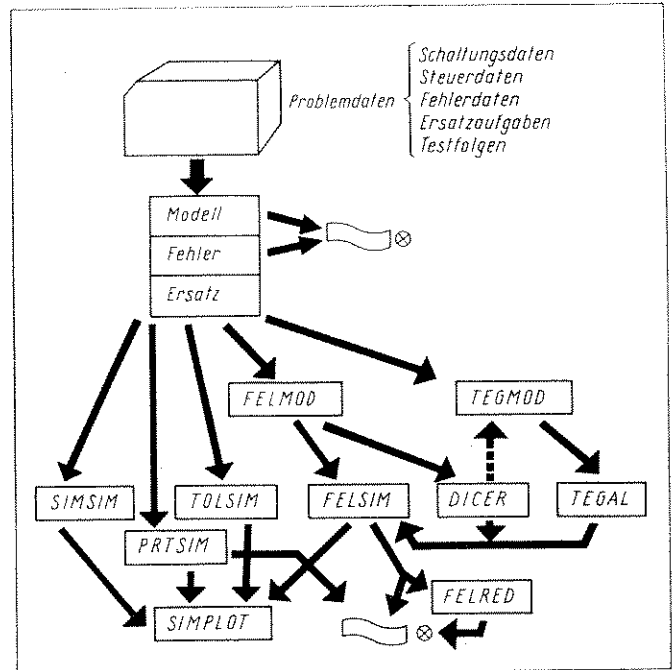 Schaltungsdaten
Steuerdaten
Problemdaten
Fehlerdaten
Ersatzaufgaben
Testfolgen
Modell
Fehler
Ersatz
FELMOD
TEGMOD
SIMSIM
TOLSIM
FELSIM
DICER
TEGAL
PRTSIM
FELRED
SIMPLOT